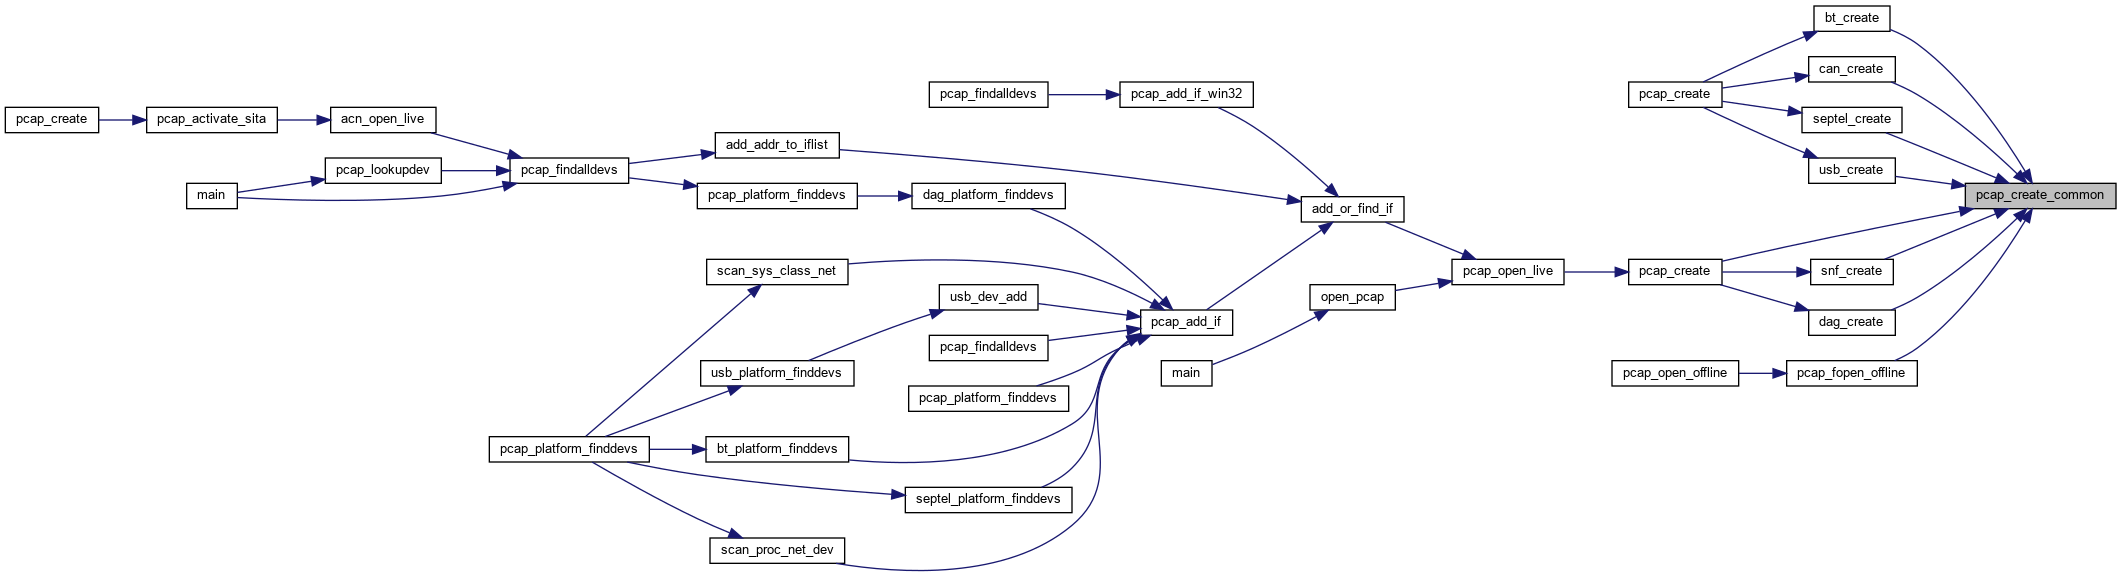 bt_create
can_create
pcap_findalldevs
pcap_add_if_win32
pcap_create
pcap_create
pcap_activate_sita
acn_open_live
septel_create
add_addr_to_iflist
pcap_lookupdev
pcap_findalldevs
usb_create
main
pcap_platform_finddevs
dag_platform_finddevs
pcap_create_common
add_or_find_if
scan_sys_class_net
pcap_open_live
pcap_create
snf_create
usb_dev_add
open_pcap
pcap_add_if
dag_create
pcap_findalldevs
usb_platform_finddevs
main
pcap_open_offline
pcap_fopen_offline
pcap_platform_finddevs
pcap_platform_finddevs
bt_platform_finddevs
septel_platform_finddevs
scan_proc_net_dev